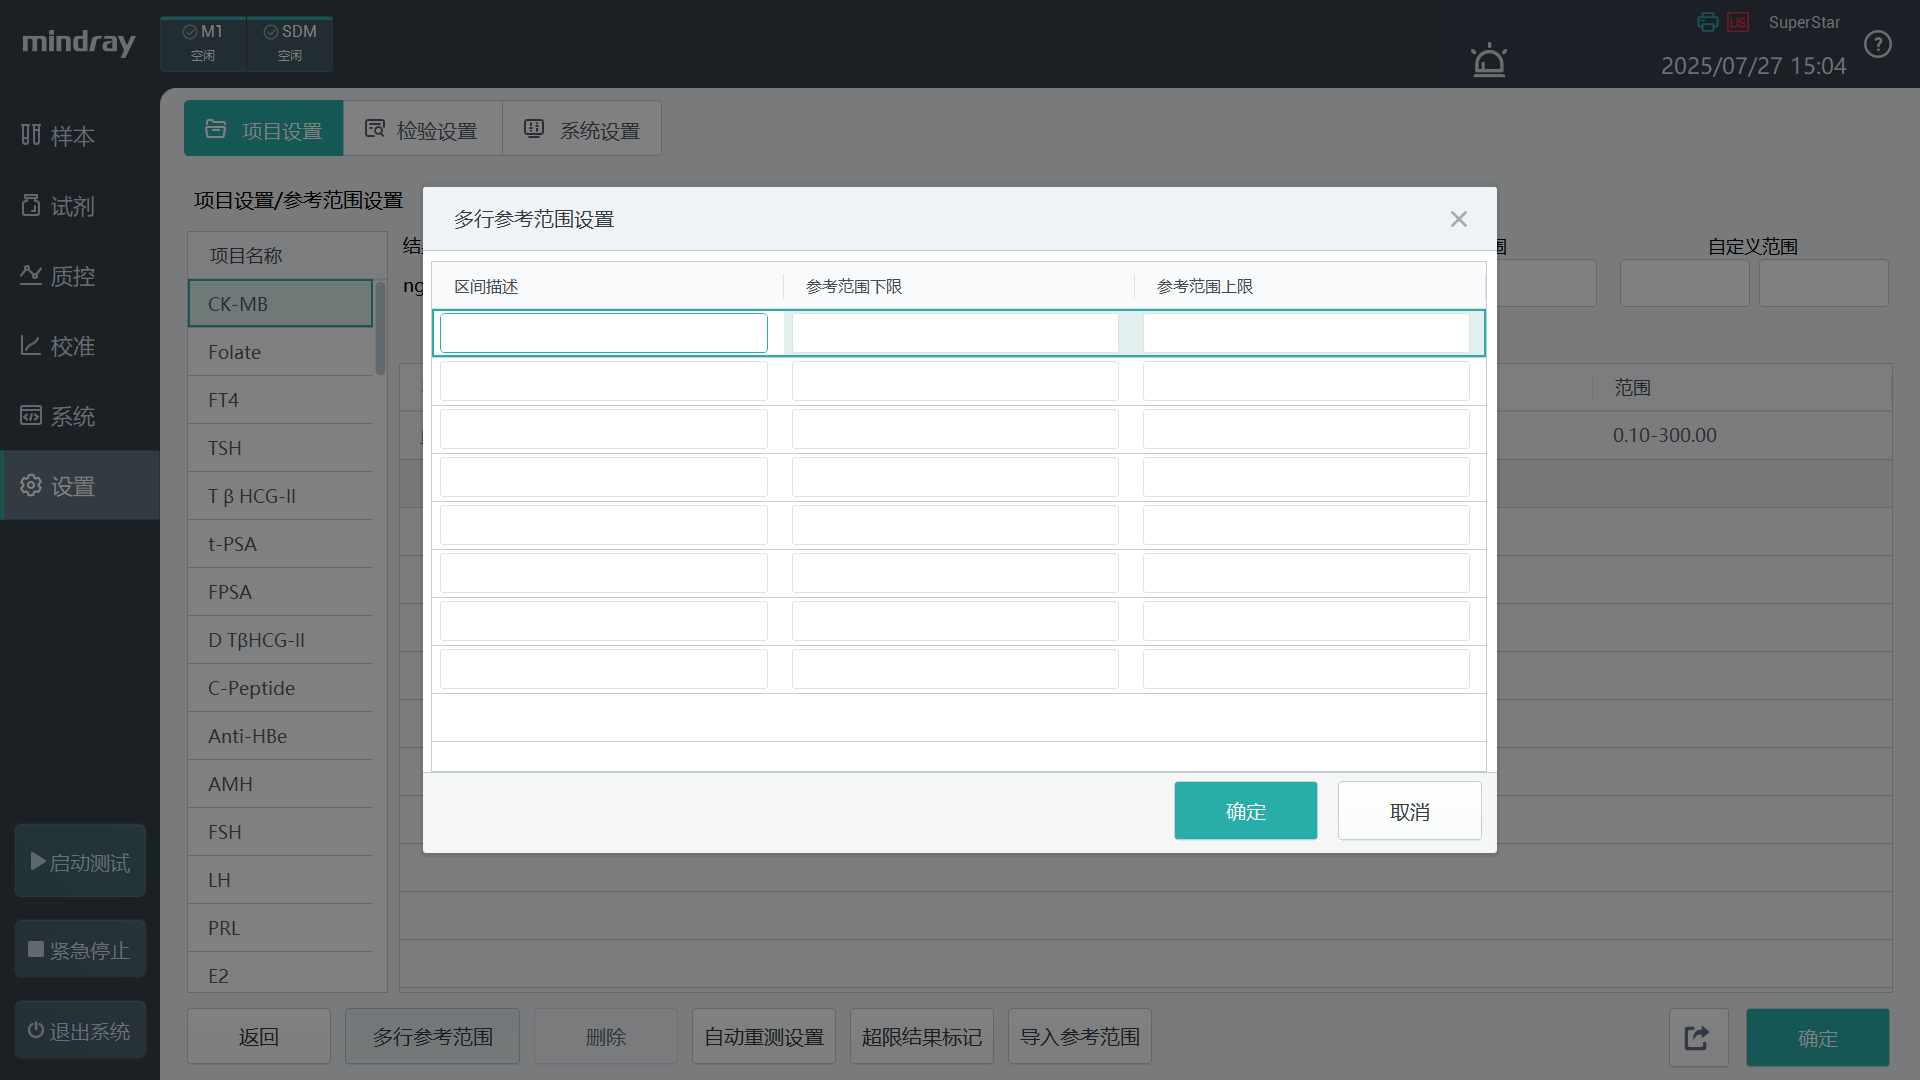 mindray
M1
空闲
SDM
空闲
LIS
SuperStar
2025/07/27 15:04
样本
试剂
质控
校准
系统
设置
启动测试
紧急停止
退出系统
项目设置
检验设置
系统设置
项目设置/参考范围设置
项目名称
CK-MB
Folate
FT4
TSH
T β HCG-II
t-PSA
FPSA
D TβHCG-II
C-Peptide
Anti-HBe
AMH
FSH
LH
PRL
E2
自定义范围
范围
0.10-300.00
多行参考范围设置
区间描述
参考范围下限
参考范围上限
确定
取消
返回
多行参考范围
删除
自动重测设置
超限结果标记
导入参考范围
确定